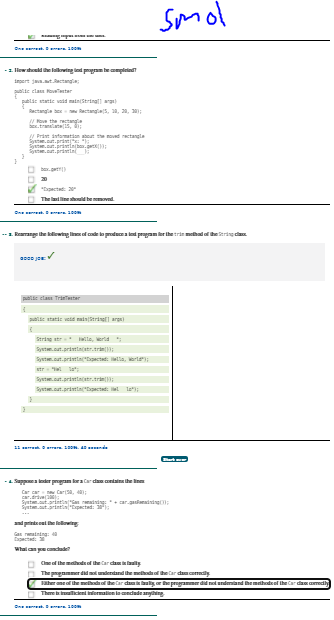 smol
One correct, 0 errors, 100%
2. How should the following test program be completed?
import java.awt.Rectangle;
public class MoveTester
{
public static void main(String[] args)
{
Rectangle box = new Rectangle(5, 10, 20, 30);
// Move the rectangle
box.translate(15, 0);
// Print information about the moved rectangle
System.out.print("x: ");
System.out.println(box.getX());
System.out.println(___);
}
}
box.getY()
20
"Expected: 20"
The last line should be removed.
One correct, 0 errors, 100%
3. Rearrange the following lines of code to produce a test program for the trim method of the String class.
GOOD JOB!
public class TrimTester
{
public static void main(String[] args)
{
String str = " Hello, World ";
System.out.println(str.trim());
System.out.println("Expected: Hello, World");
str = "Hel lo";
System.out.println(str.trim());
System.out.println("Expected: Hel lo");
}
}
11 correct, 0 errors, 100%, 40 seconds
Start over
4. Suppose a tester program for a Car class contains the lines
Car car = new Car(50, 40);
car.drive(100);
System.out.println("Gas remaining: " + car.gasRemaining());
System.out.println("Expected: 38");
...
and prints out the following:
Gas remaining: 40
Expected: 38
What can you conclude?
One of the methods of the Car class is faulty.
The programmer did not understand the methods of the Car class correctly.
Either one of the methods of the Car class is faulty, or the programmer did not understand the methods of the Car class correctly.
There is insufficient information to conclude anything.
One correct, 0 errors, 100%